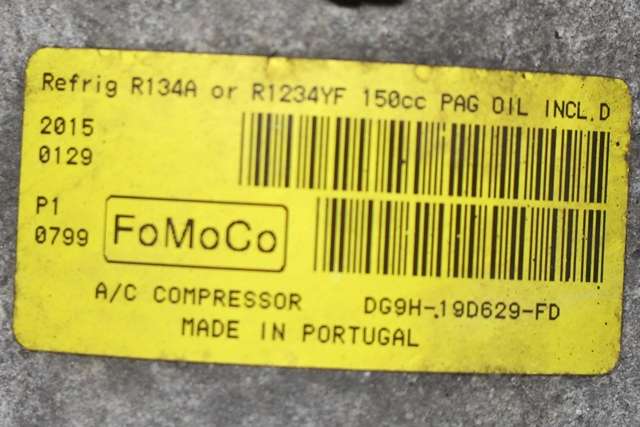 Refrig R134A or R1234YF 150cc PAG OIL INCL.D
2015
0129
P1
0799
FoMoCo
A/C COMPRESSOR DG9H-19D629-FD
MADE IN PORTUGAL